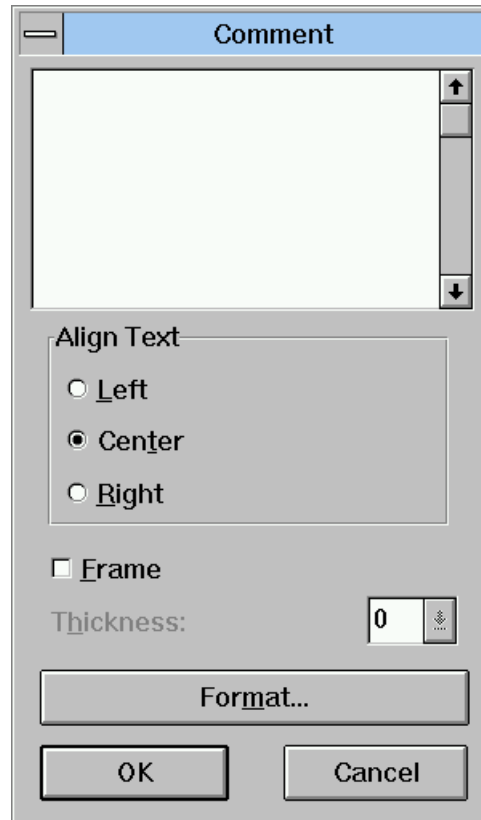 Comment
Align Text
Left
Center
Right
Frame
Thickness: 0
Format...
OK Cancel